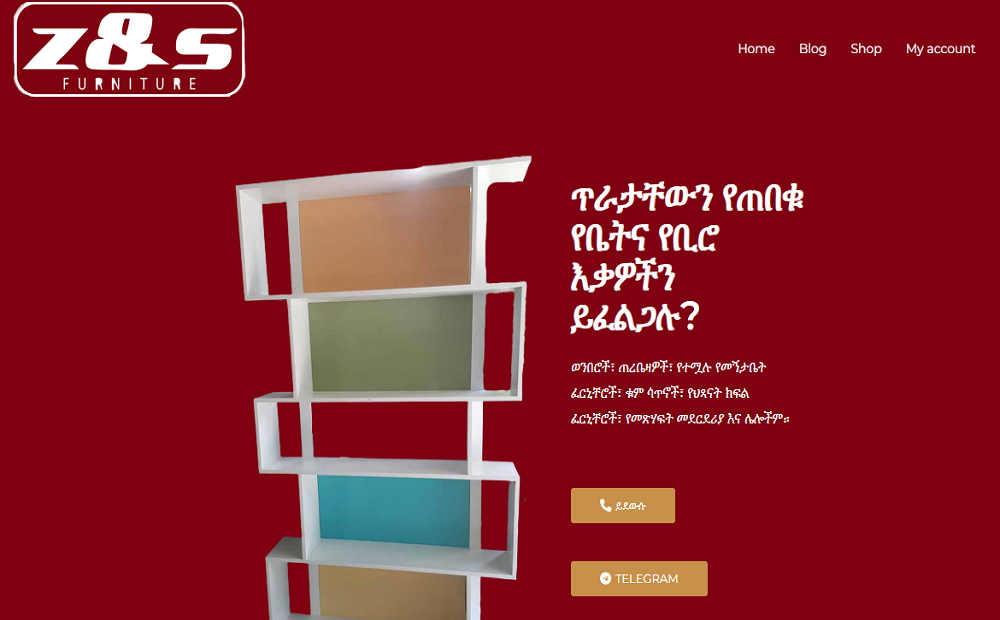 Z&S
FURNITURE
Home
Blog
Shop
My account
ጥራታቸውን የጠበቁ
የቤትና የቢሮ
እቃዎችን
ይፈልጋሉ?
ወንበሮች፣ ጠረቤዛዎች፣ የተሟሉ የመኝታቤት
ፈርኒቸሮች፣ ቁም ሳጥኖች፣ የህጻናት ክፍል
ፈርኒቸሮች፣ የመጽሃፍት መደርደሪያ እና ሌሎችም።
ይደውሉ
TELEGRAM